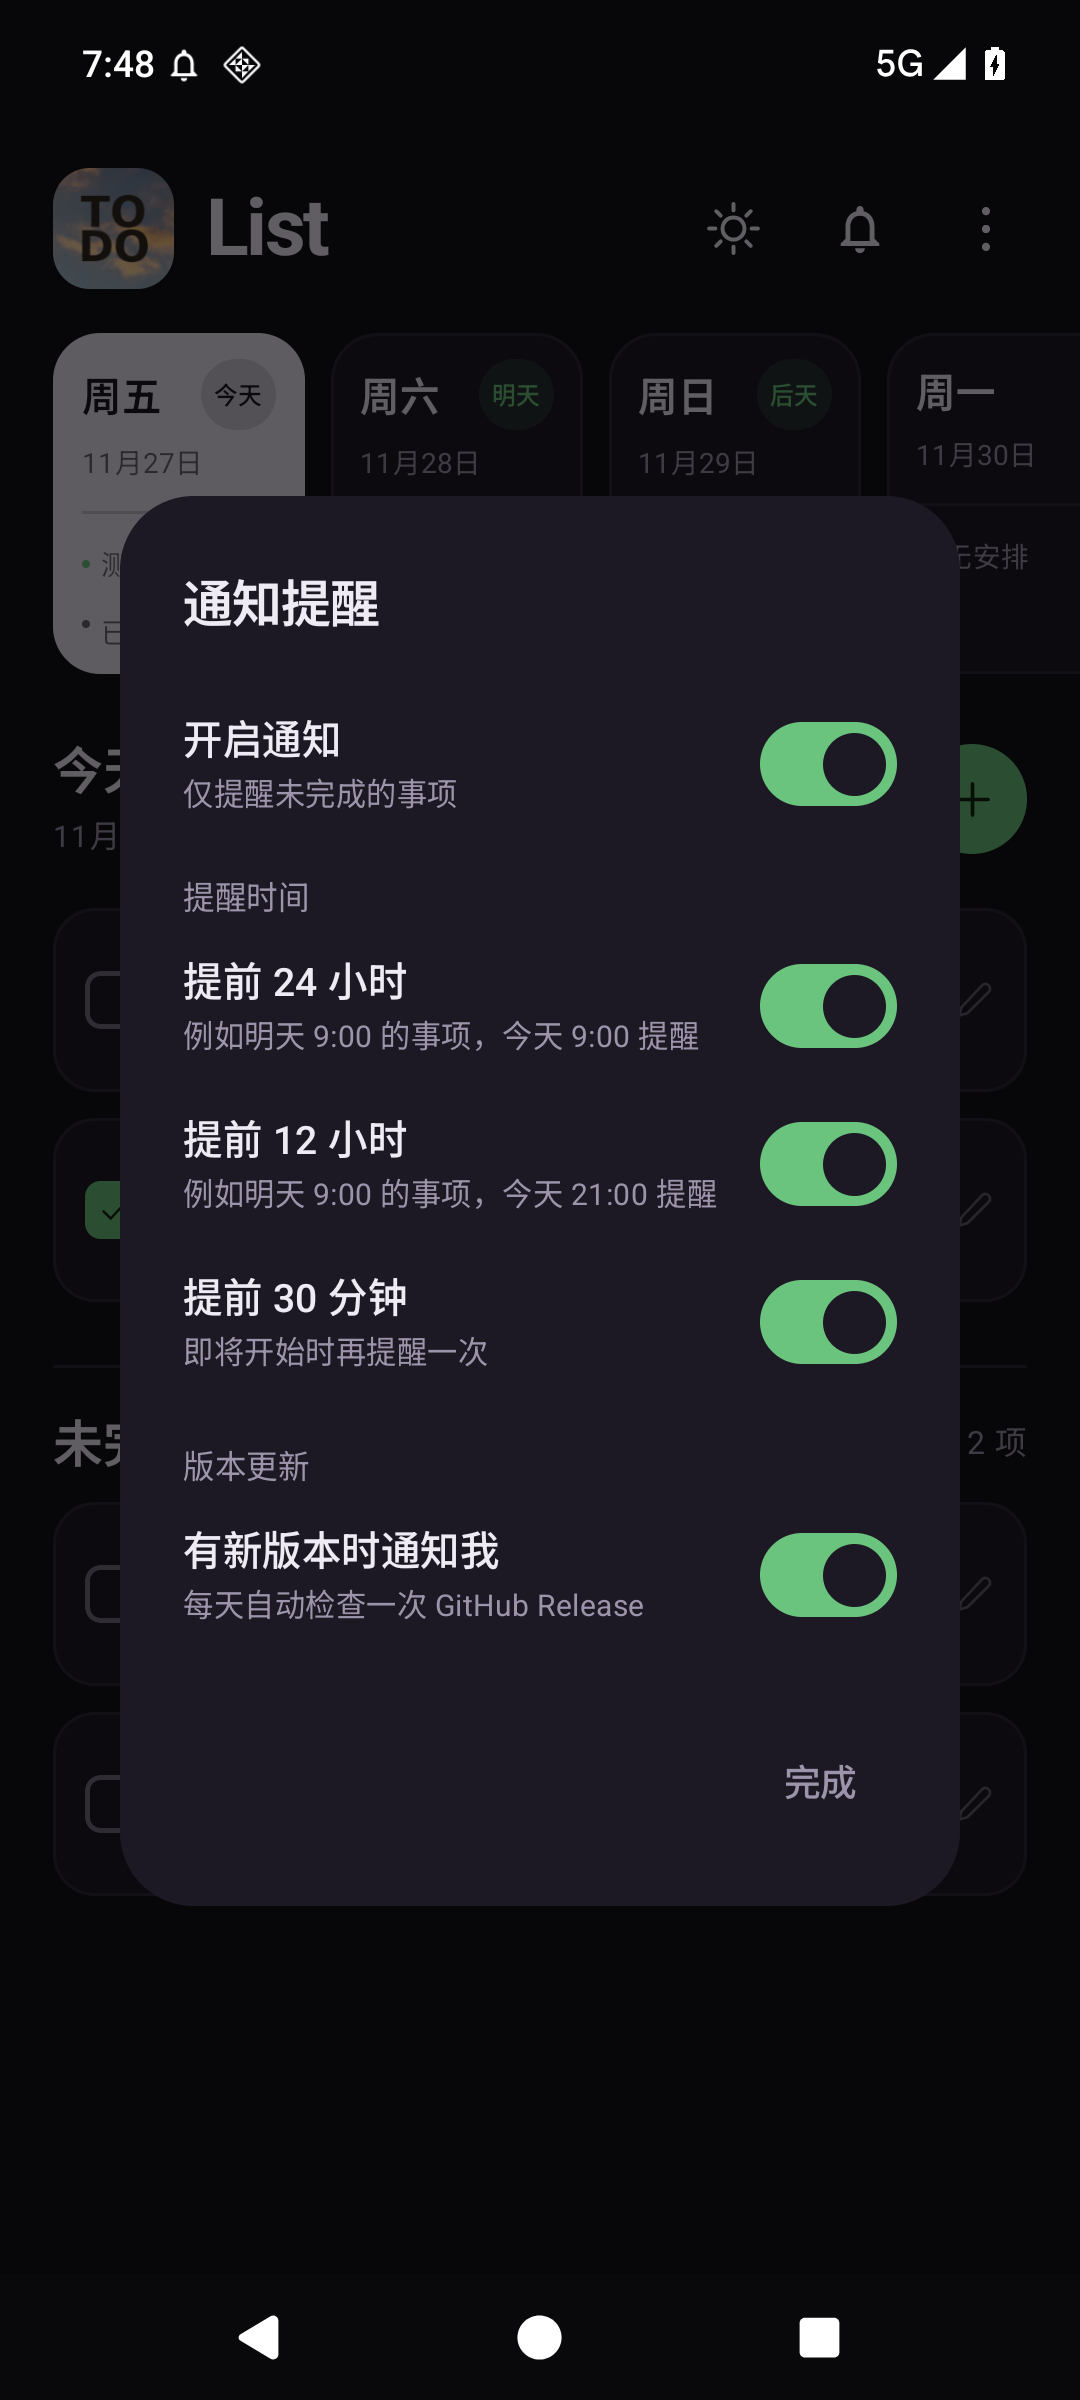 7:48
5G
TO
DO
List
周五 今天
周六 明天
周日 后天
周一
11月27日
11月28日
11月29日
11月30日
安排
通知提醒
开启通知
仅提醒未完成的事项
11月
提醒时间
提前 24 小时
例如明天 9:00 的事项，今天 9:00 提醒
提前 12 小时
例如明天 9:00 的事项，今天 21:00 提醒
提前 30 分钟
即将开始时再提醒一次
2 项
版本更新
有新版本时通知我
每天自动检查一次 GitHub Release
完成